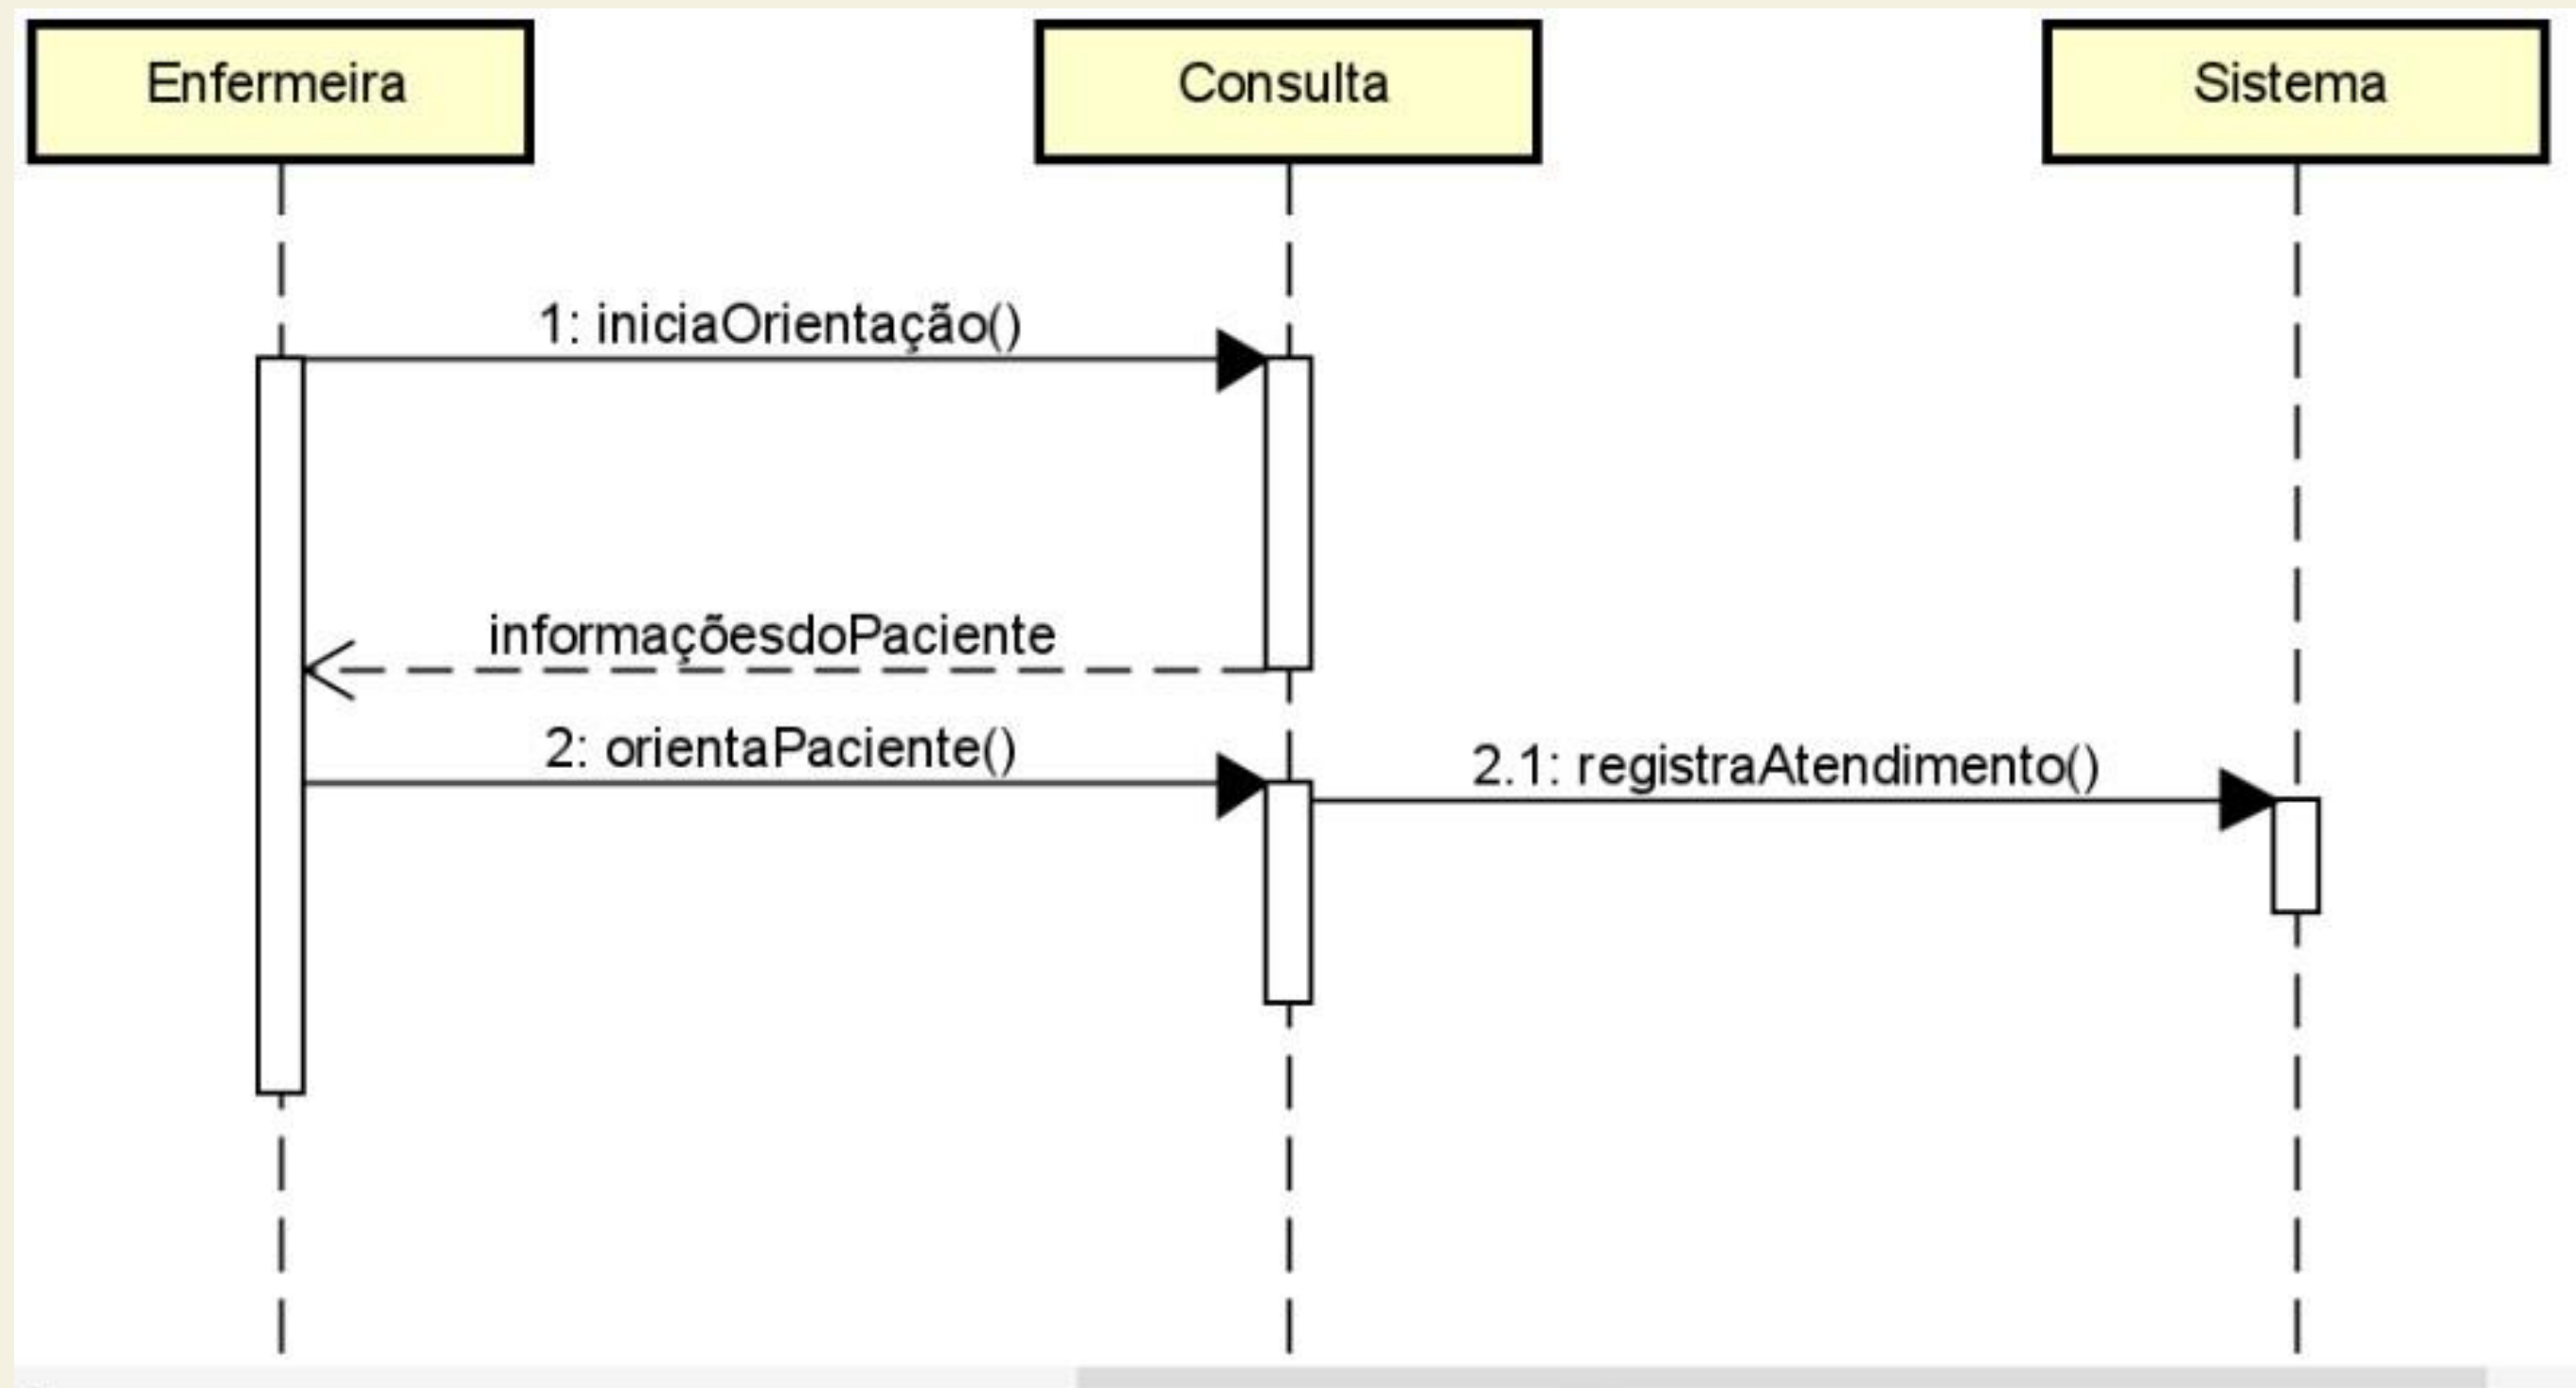 Enfermeira
Consulta
Sistema
1: iniciaOrientação()
informaçõesdoPaciente
2: orientaPaciente()
2.1: registraAtendimento()